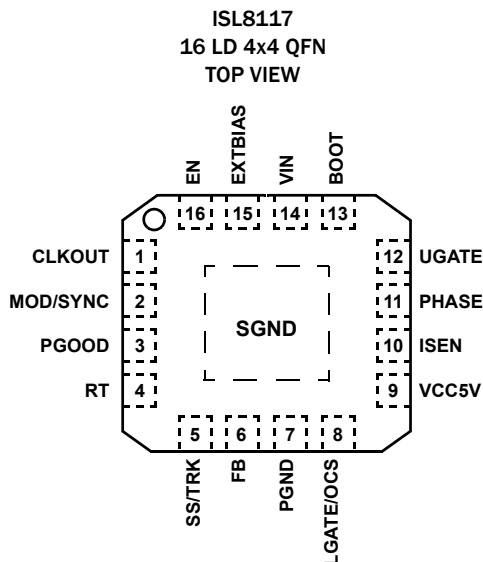 ISL8117
16 LD 4x4 QFN
TOP VIEW
EN
EXTBIAS
VIN
BOOT
16
15
14
13
CLKOUT 1
12 UGATE
MOD/SYNC 2
11 PHASE
SGND
PGOOD 3
10 ISEN
RT 4
9 VCC5V
5
6
7
8
SS/TRK
FB
PGND
LGATE/OCS